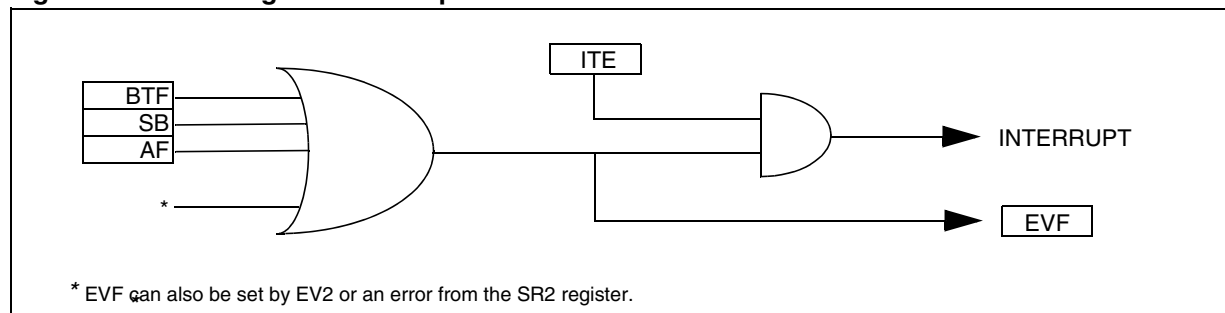 ITE
BTF
SB
AF
INTERRUPT
*
EVF
* EVF can also be set by EV2 or an error from the SR2 register.
*